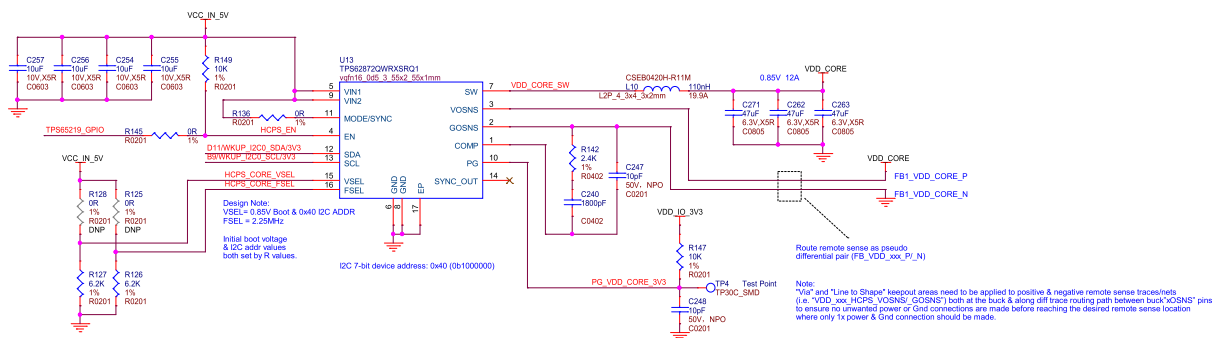 VCC_IN_5V
C257
10uF
10V,X5R
C0603
C256
10uF
10V,X5R
C0603
C254
10uF
10V,X5R
C0603
C255
10uF
10V,X5R
C0603
R149
10K
1%
R0201
R136
R0201
0R
1%
TPS65219_GPIO
R145
R0201
0R
1%
HCPS_EN
D11/WKUP_I2C0_SDA/3V3
B9/WKUP_I2C0_SCL/3V3
HCPS_CORE_VSEL
HCPS_CORE_FSEL
VCC_IN_5V
R128
0R
1%
R0201
DNP
R125
0R
1%
R0201
DNP
R127
6.2K
1%
R0201
R126
6.2K
1%
R0201
U13
TPS62872QWRXSRQ1
vqfn16_0d5_3_55x2_55x1mm
5 VIN1
9 VIN2
11 MODE/SYNC
4 EN
12 SDA
13 SCL
15 VSEL
16 FSEL
SW 7
VOSNS 3
GOSNS 2
COMP 1
PG 10
SYNC_OUT 14
GND 6
GND 8
EP 17
Design Note:
VSEL= 0.85V Boot & 0x40 I2C ADDR
FSEL = 2.25MHz
Initial boot voltage
& I2C addr values
both set by R values.
I2C 7-bit device address: 0x40 (0b1000000)
VDD_CORE_SW
CSEB0420H-R11M
L10
110nH
L2P_4_3x4_3x2mm
19.9A
0.85V 12A
VDD_CORE
C271
47uF
6.3V,X5R
C0805
C262
47uF
6.3V,X5R
C0805
C263
47uF
6.3V,X5R
C0805
R142
2.4K
1%
R0402
C240
1800pF
C0402
C247
10pF
50V, NPO
C0201
VDD_CORE
FB1_VDD_CORE_P
FB1_VDD_CORE_N
VDD_IO_3V3
R147
10K
1%
R0201
PG_VDD_CORE_3V3
TP4
Test Point
TP30C_SMD
C248
10pF
50V, NPO
C0201
Route remote sense as pseudo
differential pair (FB_VDD_xxx_P/_N)
Note:
"Via" and "Line to Shape" keepout areas need to be applied to positive & negative remote sense traces/nets
(i.e. "VDD_xxx_HCPS_VOSNS/_GOSNS") both at the buck & along diff trace routing path between buck"xOSNS" pins
to ensure no unwanted power or Gnd connections are made before reaching the desired remote sense location
where only 1x power & Gnd connection should be made.